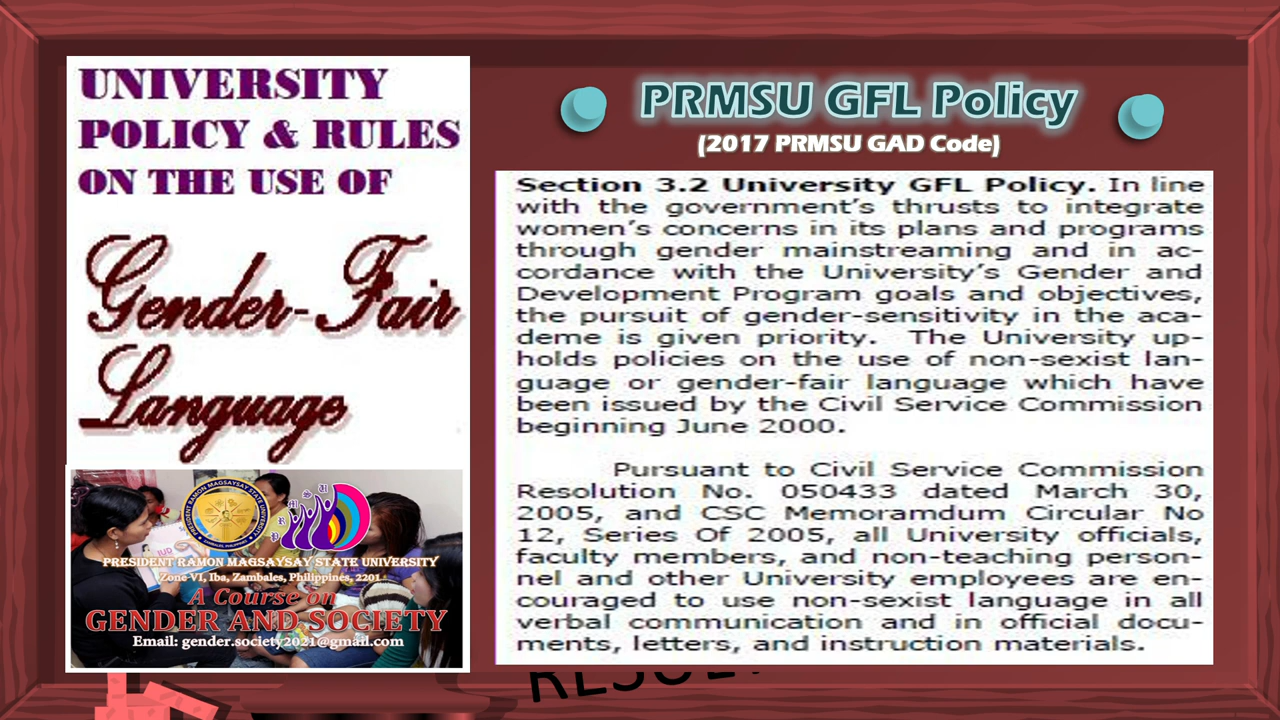 UNIVERSITY
POLICY & RULES
ON THE USE OF
Gender-Fair
Language
PRESIDENT RAMON MAGSAYSAY STATE UNIVERSITY
Zone VI, Iba, Zambales, Philippines, 2201
A Course on
GENDER AND SOCIETY
Email: gender.society2021@gmail.com
PRMSU GFL Policy
(2017 PRMSU GAD Code)
Section 3.2 University GFL Policy. In line
with the government's thrusts to integrate
women's concerns in its plans and programs
through gender mainstreaming and in ac-
cordance with the University's Gender and
Development Program goals and objectives,
the pursuit of gender-sensitivity in the aca-
deme is given priority. The University up-
holds policies on the use of non-sexist lan-
guage or gender-fair language which have
been issued by the Civil Service Commission
beginning June 2000.
Pursuant to Civil Service Commission
Resolution No. 050433 dated March 30,
2005, and CSC Memoramdum Circular No
12, Series Of 2005, all University officials,
faculty members, and non-teaching person-
nel and other University employees are en-
couraged to use non-sexist language in all
verbal communication and in official docu-
ments, letters, and instruction materials.